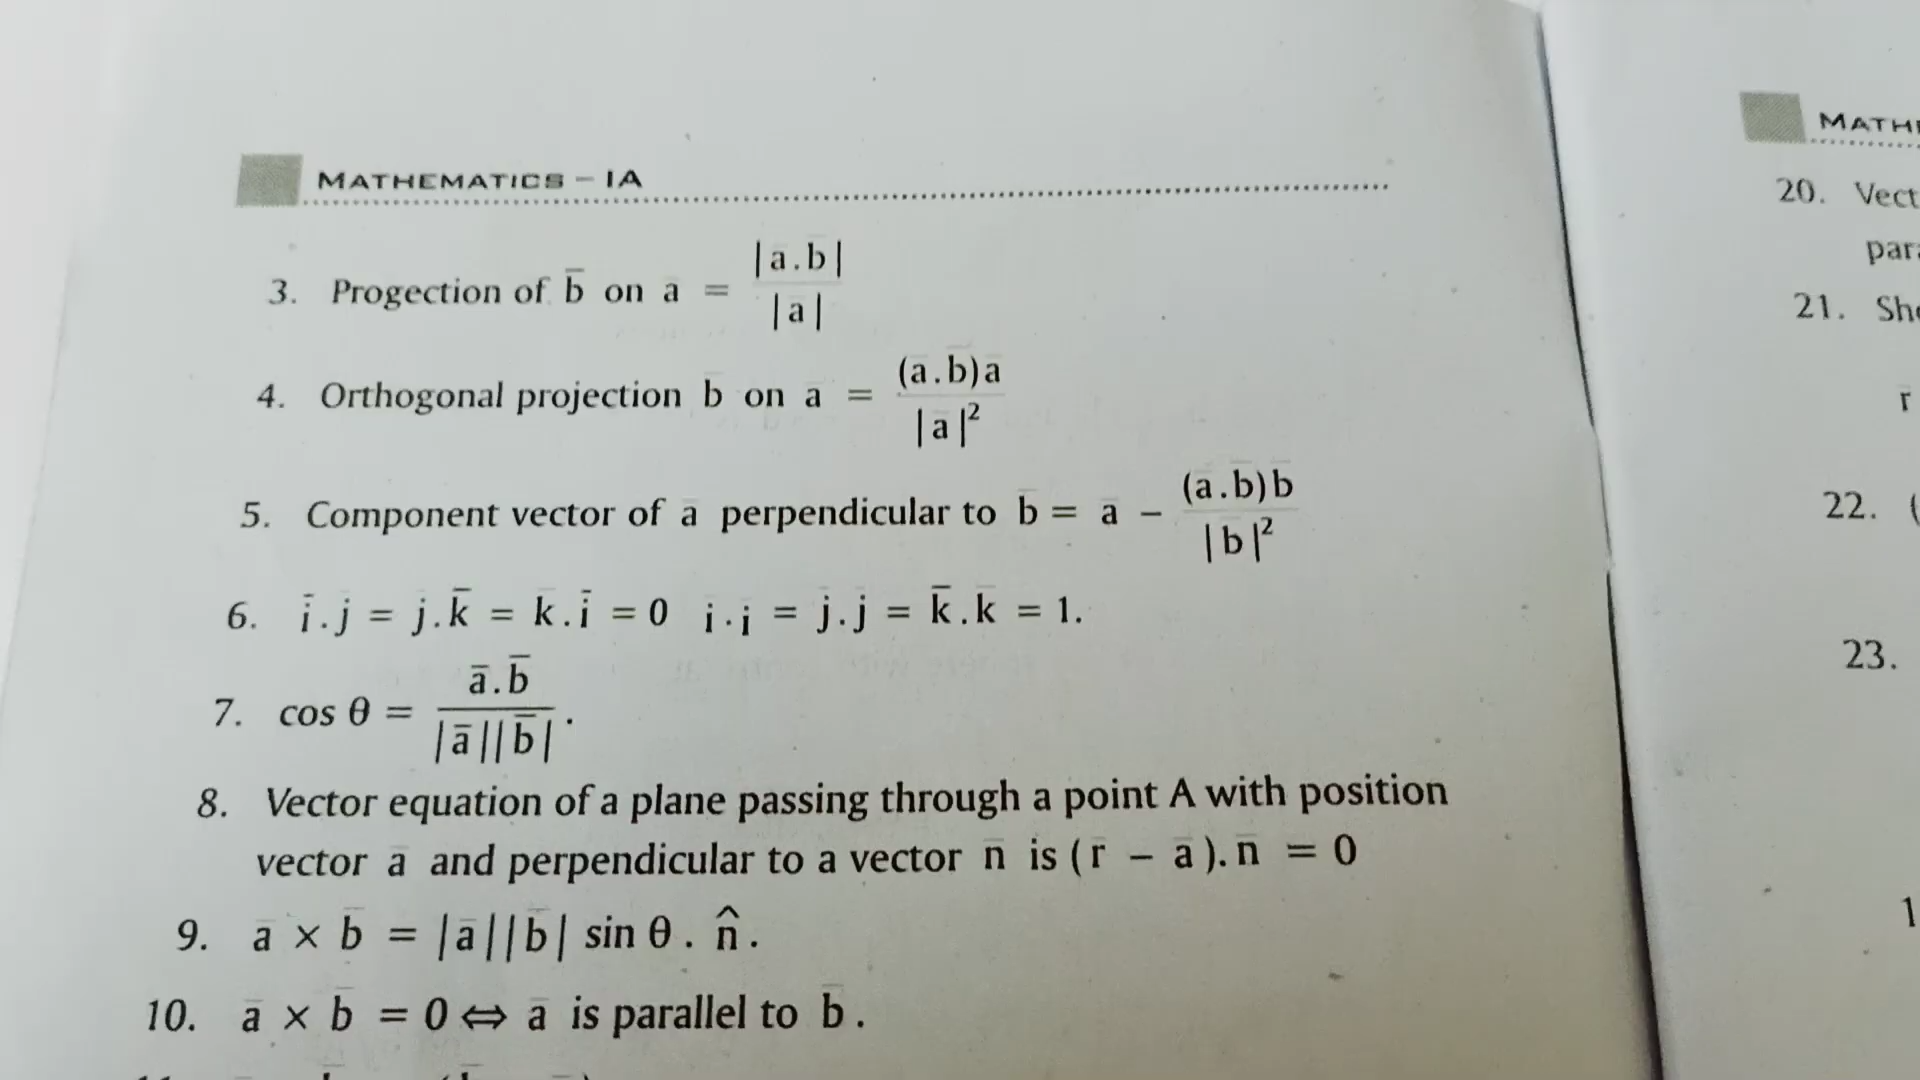 MATHEMATICS – IA
3. Progection of b̄ on a = |a.b| / |a|
4. Orthogonal projection b̄ on ā = (ā.b̄)a / |a|²
5. Component vector of ā perpendicular to b̄ = a – (ā.b̄)b̄ / |b|²
6. ī.j = j.k̄ = k.ī = 0 i.i = j.j = k̄.k̄ = 1.
7. cos θ = ā.b̄ / |ā||b̄| .
8. Vector equation of a plane passing through a point A with position
vector ā and perpendicular to a vector n̄ is (r̄ – ā).n̄ = 0
9. ā × b̄ = |ā||b̄| sin θ . n̂ .
10. ā × b̄ = 0 ⇔ ā is parallel to b̄ .
MATH
20. Vect
par
21. Sh
r̄
22. (
23.
1